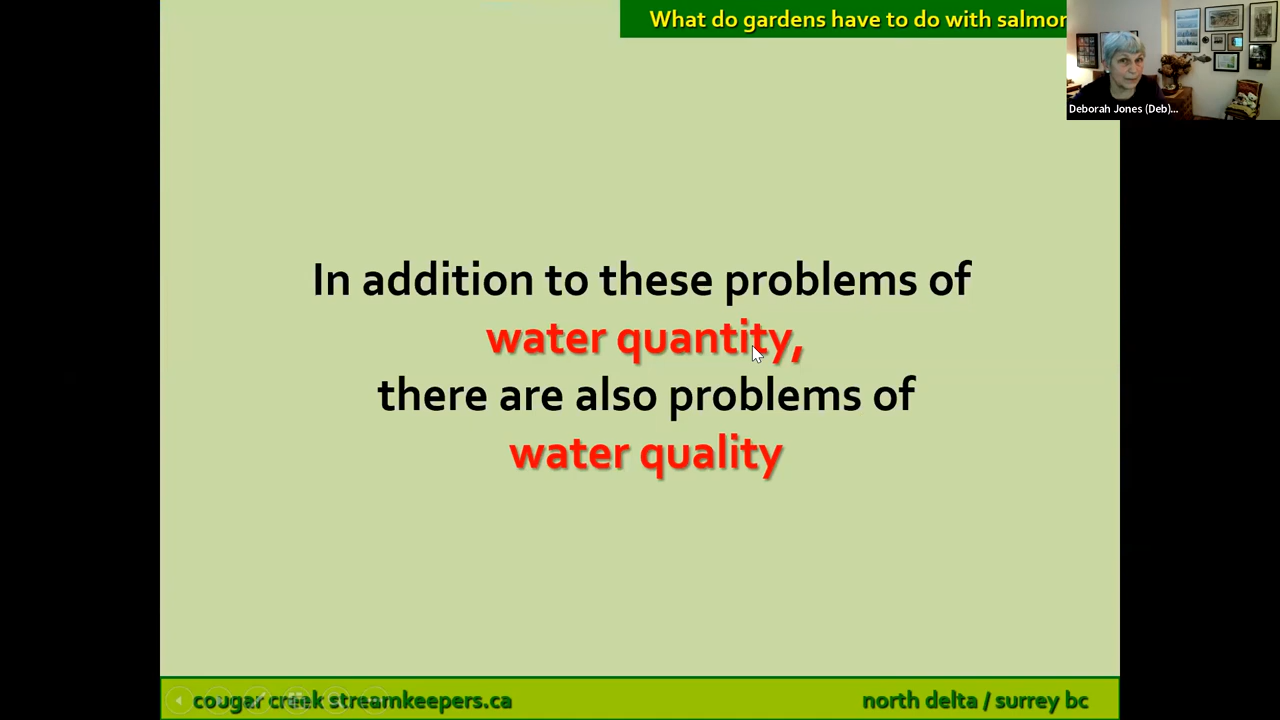 What do gardens have to do with salmon
Deborah Jones (Deb)...
In addition to these problems of
water quantity,
there are also problems of
water quality
cougar creek streamkeepers.ca
north delta / surrey bc